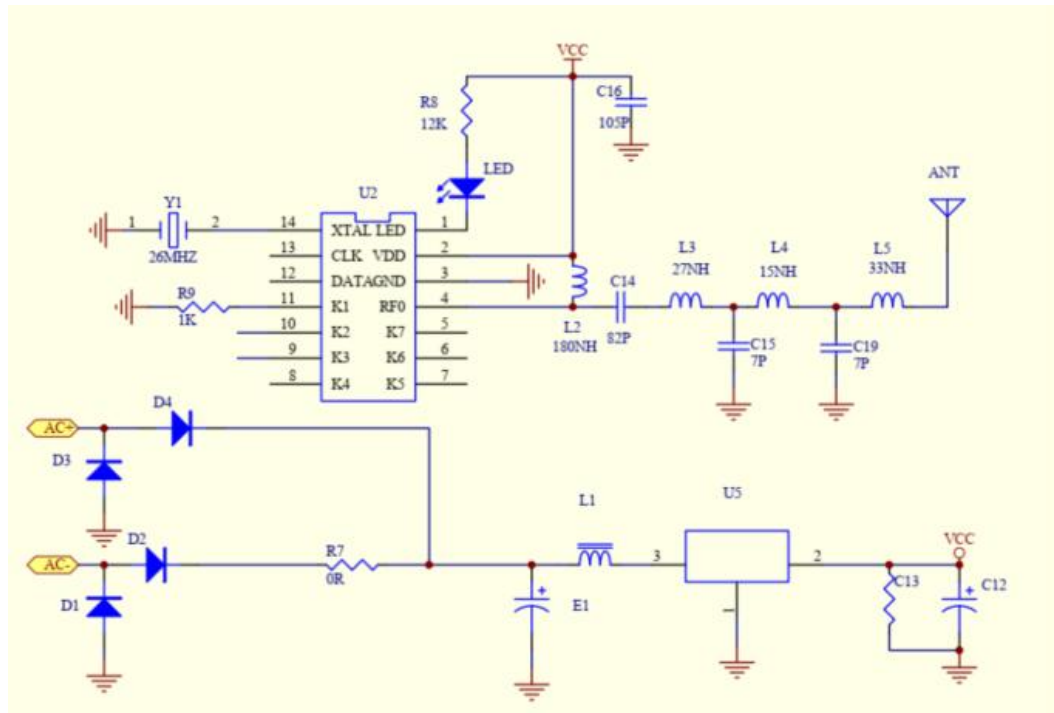 VCC
R8
12K
C16
105P
LED
ANT
U2
Y1
1
2
26MHZ
14 XTAL LED 1
13 CLK VDD 2
12 DATAGND 3
11 K1 RF0 4
10 K2 K7 5
9 K3 K6 6
8 K4 K5 7
R9
1K
L2
180NH
C14
82P
L3
27NH
L4
15NH
L5
33NH
C15
7P
C19
7P
AC+
D4
D3
AC-
D2
D1
R7
0R
E1
L1
U5
3
2
1
VCC
C13
C12
+
+